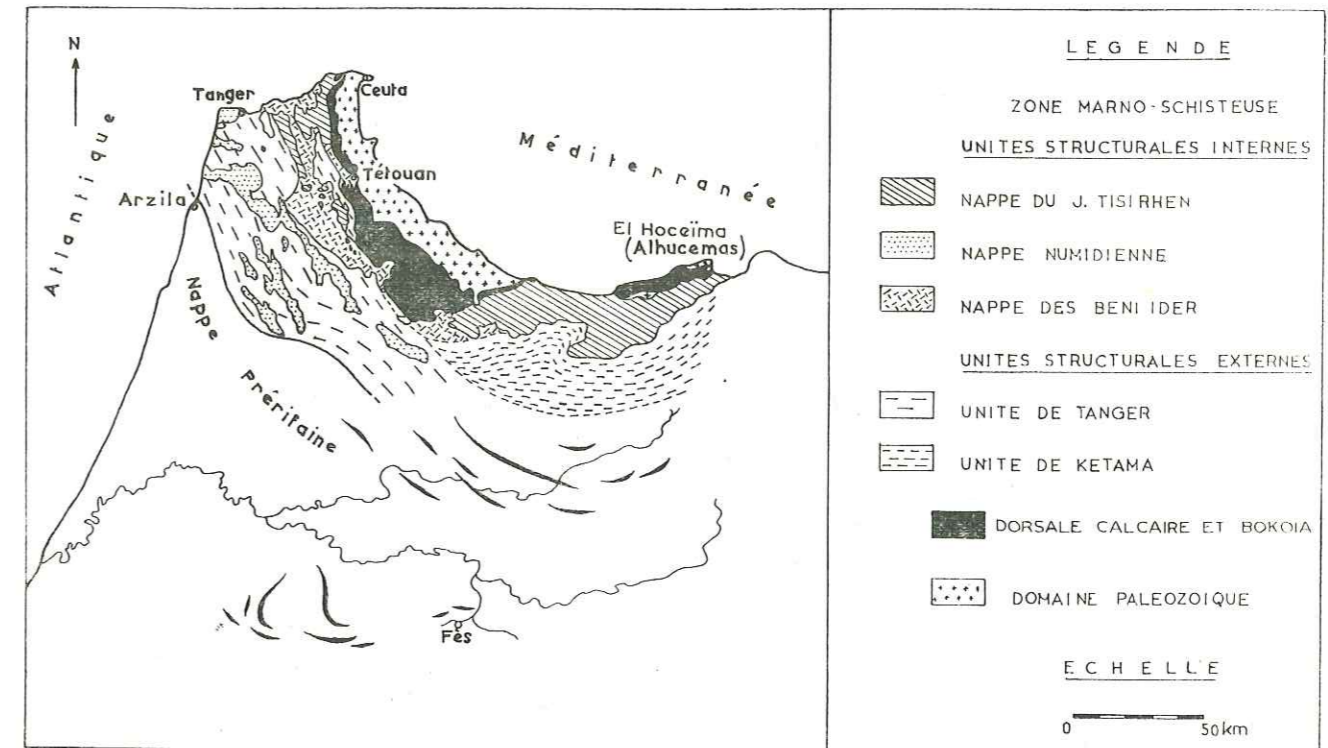 N
Tanger
Ceuta
Atlantique
Méditerranée
Tétouan
Arzila
El Hoceïma
(Alhucemas)
Nappe
Prérifaine
Fès
LEGENDE
ZONE MARNO-SCHISTEUSE
UNITES STRUCTURALES INTERNES
NAPPE DU J. TISIRHEN
NAPPE NUMIDIENNE
NAPPE DES BENI IDER
UNITES STRUCTURALES EXTERNES
UNITE DE TANGER
UNITE DE KETAMA
DORSALE CALCAIRE ET BOKOIA
DOMAINE PALEOZOIQUE
ECHELLE
0 50km